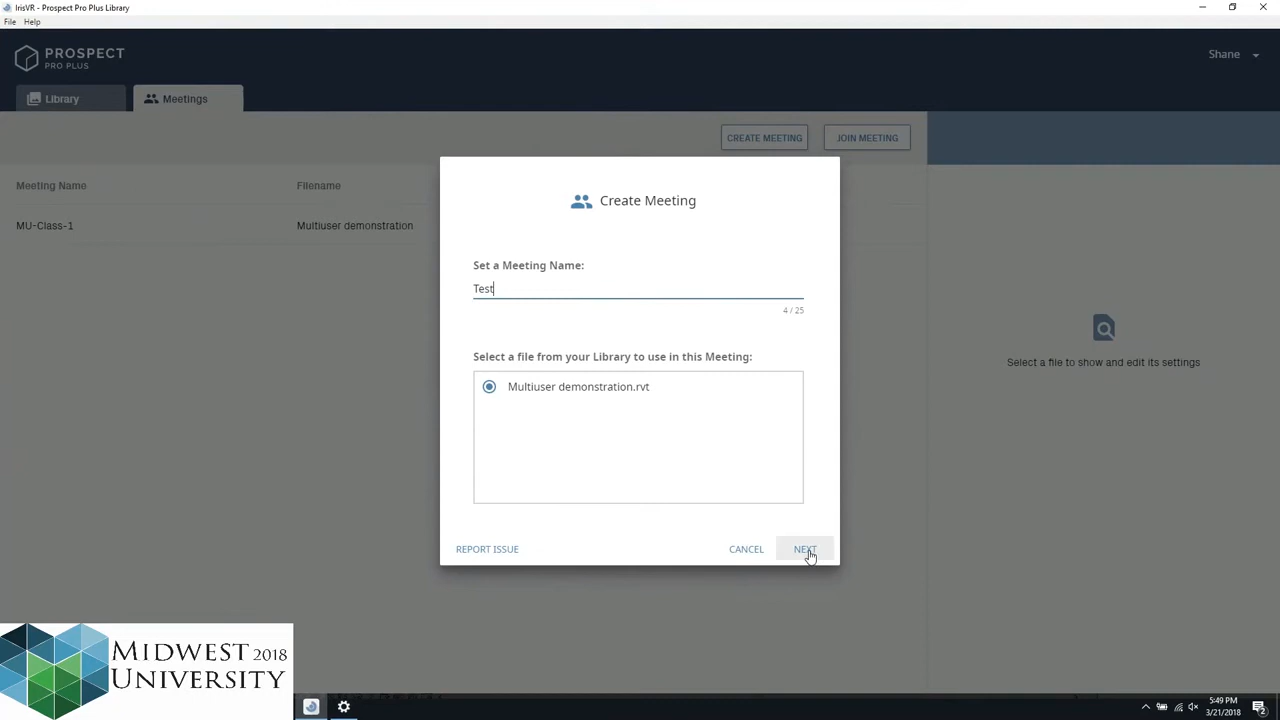 IrisVR - Prospect Pro Plus Library
File Help
PROSPECT
PRO PLUS
Shane
Library
Meetings
CREATE MEETING
JOIN MEETING
Meeting Name
Filename
MU-Class-1
Multiuser demonstration
Create Meeting
Set a Meeting Name:
Test
4 / 25
Select a file from your Library to use in this Meeting:
Multiuser demonstration.rvt
Select a file to show and edit its settings
REPORT ISSUE
CANCEL
NEXT
MIDWEST 2018
UNIVERSITY
5:49 PM
3/21/2018
2